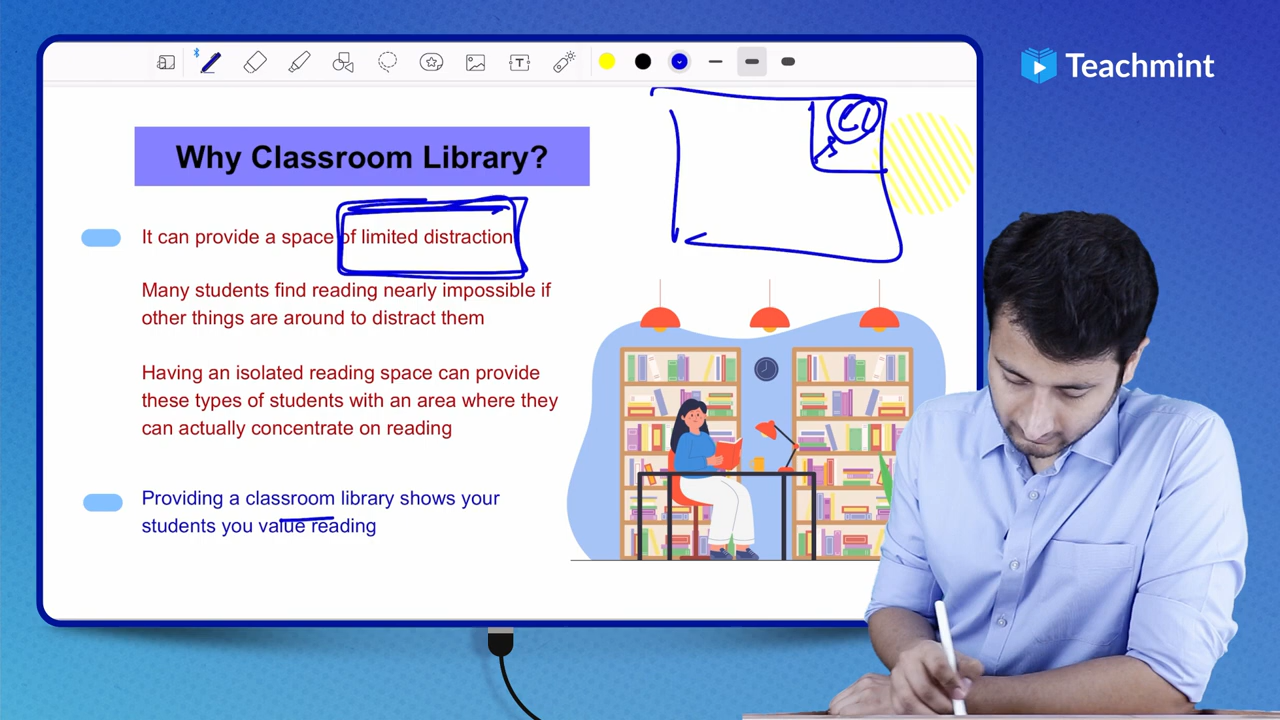 Teachmint
Why Classroom Library?
It can provide a space of limited distraction
Many students find reading nearly impossible if
other things are around to distract them
Having an isolated reading space can provide
these types of students with an area where they
can actually concentrate on reading
Providing a classroom library shows your
students you value reading